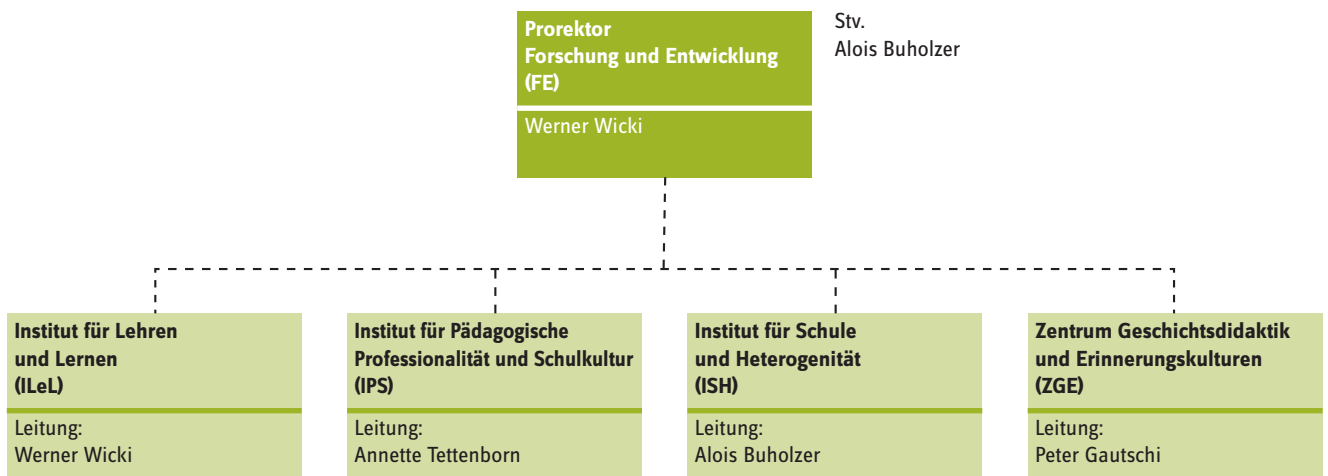 Prorektor
Forschung und Entwicklung
(FE)
Werner Wicki
Stv.
Alois Buholzer
Institut für Lehren
und Lernen
(ILeL)
Leitung:
Werner Wicki
Institut für Pädagogische
Professionalität und Schulkultur
(IPS)
Leitung:
Annette Tettenborn
Institut für Schule
und Heterogenität
(ISH)
Leitung:
Alois Buholzer
Zentrum Geschichtsdidaktik
und Erinnerungskulturen
(ZGE)
Leitung:
Peter Gautschi